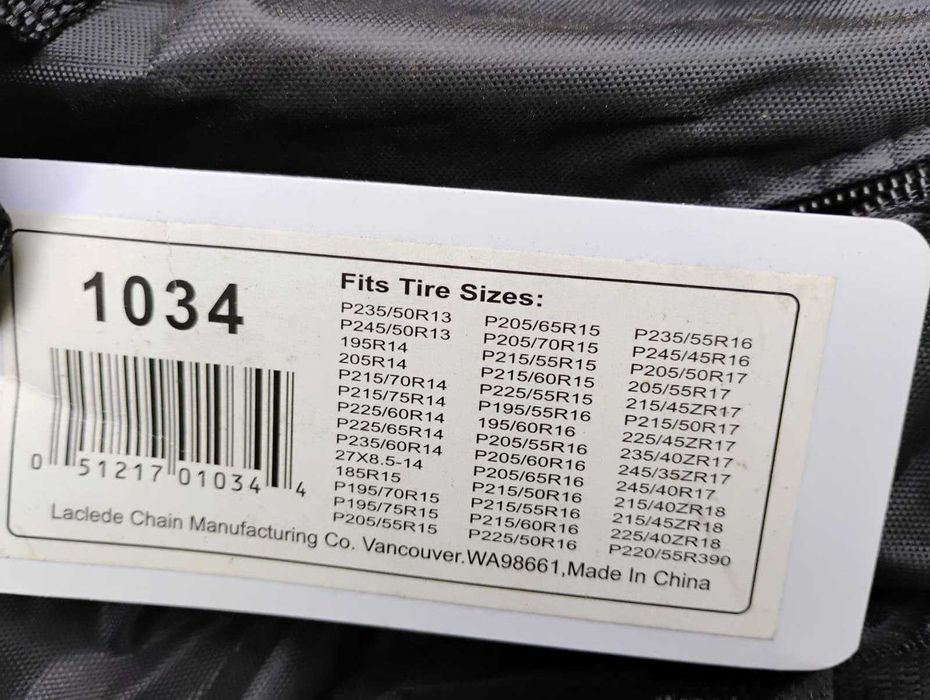 1034
0 51217 01034 4
Fits Tire Sizes:
P235/50R13
P245/50R13
195R14
205R14
P215/70R14
P215/75R14
P225/60R14
P225/65R14
P235/60R14
27X8.5-14
185R15
P195/70R15
P195/75R15
P205/55R15
P205/65R15
P205/70R15
P215/55R15
P215/60R15
P225/55R15
P195/55R16
195/60R16
P205/55R16
P205/60R16
P205/65R16
P215/50R16
P215/55R16
P215/60R16
P225/50R16
P235/55R16
P245/45R16
P205/50R17
205/55R17
215/45ZR17
P215/50R17
225/45ZR17
235/40ZR17
245/35ZR17
245/40R17
215/40ZR18
215/45ZR18
225/40ZR18
P220/55R390
Laclede Chain Manufacturing Co. Vancouver.WA98661,Made In China